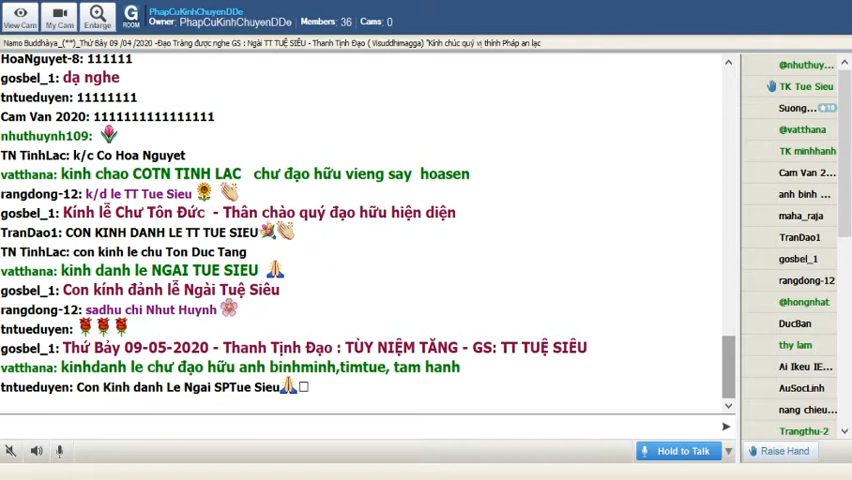 PhapCuKinhChuyenDDe
Owner: PhapCuKinhChuyenDDe Members: 36 Cams: 0
View Cam My Cam Enlarge G ROOM
Namo Buddhàya_(**)_Thứ Bảy 09 /04 /2020 -Đạo Tràng được nghe GS : Ngài TT TUỆ SIÊU - Thanh Tịnh Đạo ( Visuddhimagga) "Kính chúc quý vị thính Pháp an lạc
HoaNguyet-8: 111111
gosbel_1: dạ nghe
tntueduyen: 11111111
Cam Van 2020: 1111111111111111
nhuthuynh109:
TN TinhLac: k/c Co Hoa Nguyet
vatthana: kinh chao COTN TINH LAC chư đạo hữu vieng say hoasen
rangdong-12: k/d le TT Tue Sieu
gosbel_1: Kính lễ Chư Tôn Đức - Thân chào quý đạo hữu hiện diện
TranDao1: CON KINH DANH LE TT TUE SIEU
TN TinhLac: con kinh le chu Ton Duc Tang
vatthana: kinh danh le NGAI TUE SIEU
gosbel_1: Con kính đảnh lễ Ngài Tuệ Siêu
rangdong-12: sadhu chi Nhut Huynh
tntueduyen:
gosbel_1: Thứ Bảy 09-05-2020 - Thanh Tịnh Đạo : TÙY NIỆM TĂNG - GS: TT TUỆ SIÊU
vatthana: kinhdanh le chư đạo hữu anh binhminh,timtue, tam hanh
tntueduyen: Con Kinh danh Le Ngai SPTue Sieu
@nhuthuy...
TK Tue Sieu
Suong...
@vatthana
TK minhhanh
Cam Van 2...
anh binh ...
maha_raja
TranDao1
gosbel_1
rangdong-12
@hongnhat
DucBan
thy lam
Ai Ikeu IE...
AuSocLinh
nang chieu...
Trangthu-2
Hold to Talk
Raise Hand